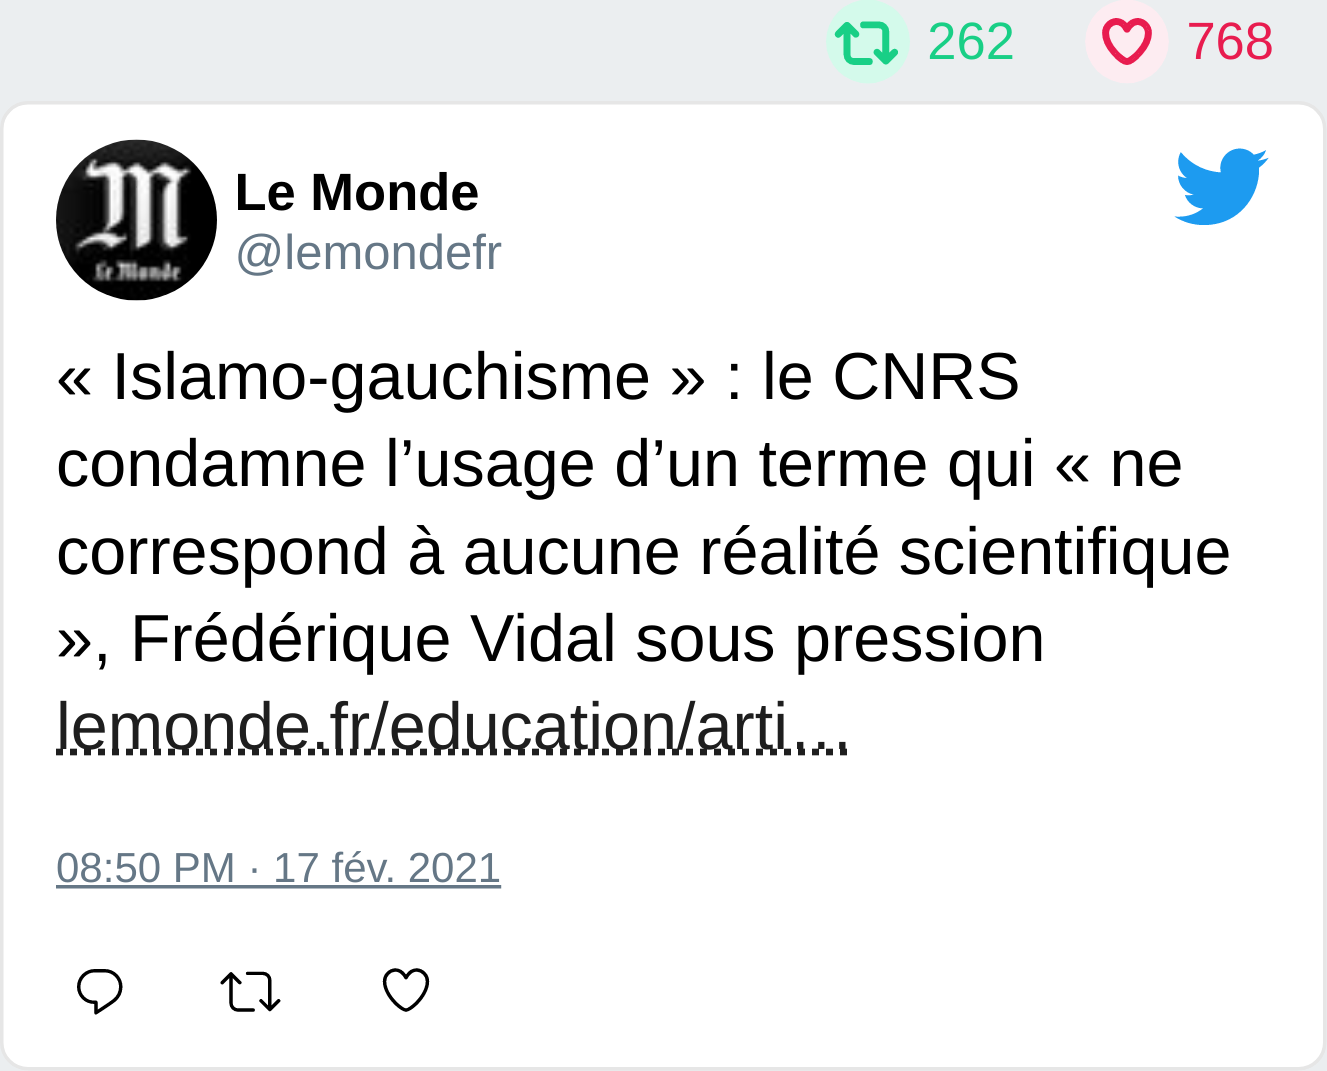 262 768
Le Monde
Le Monde
@lemondefr
« Islamo-gauchisme » : le CNRS
condamne l’usage d’un terme qui « ne
correspond à aucune réalité scientifique
», Frédérique Vidal sous pression
lemonde.fr/education/arti…
08:50 PM · 17 fév. 2021